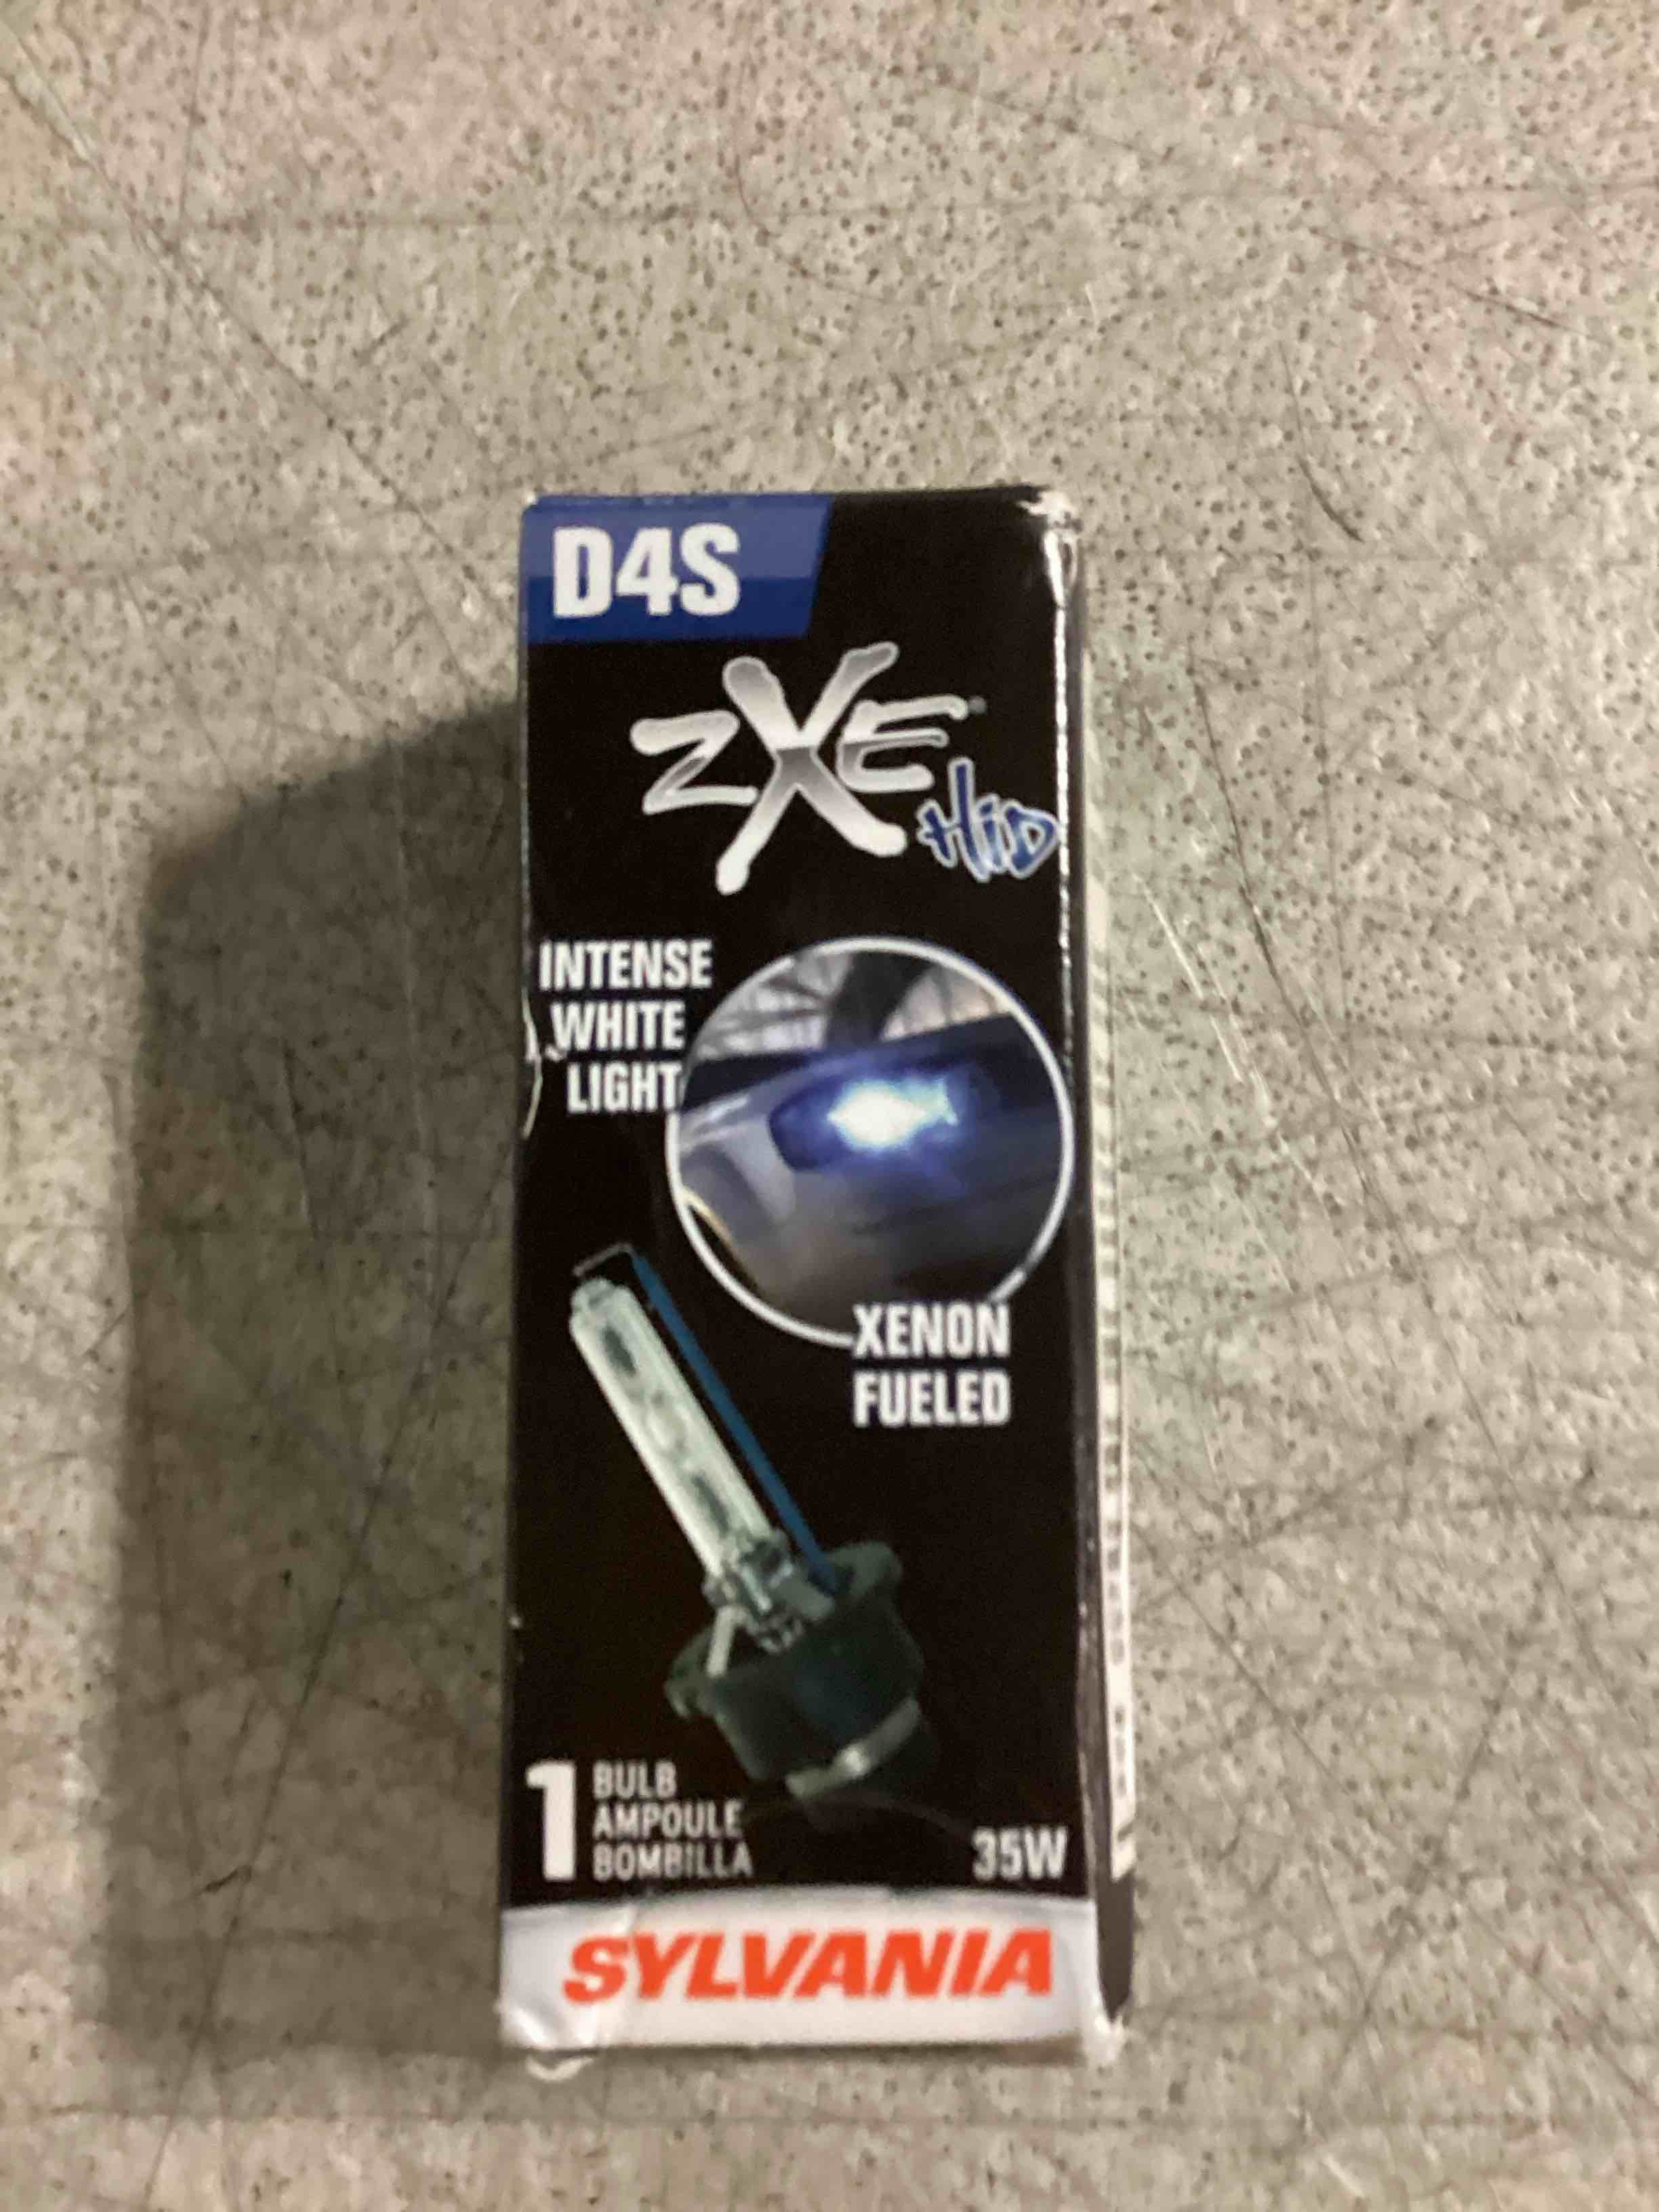 D4S
ZXE
HiD
INTENSE
WHITE
LIGHT
XENON
FUELED
1 BULB
AMPOULE
BOMBILLA
35W
SYLVANIA